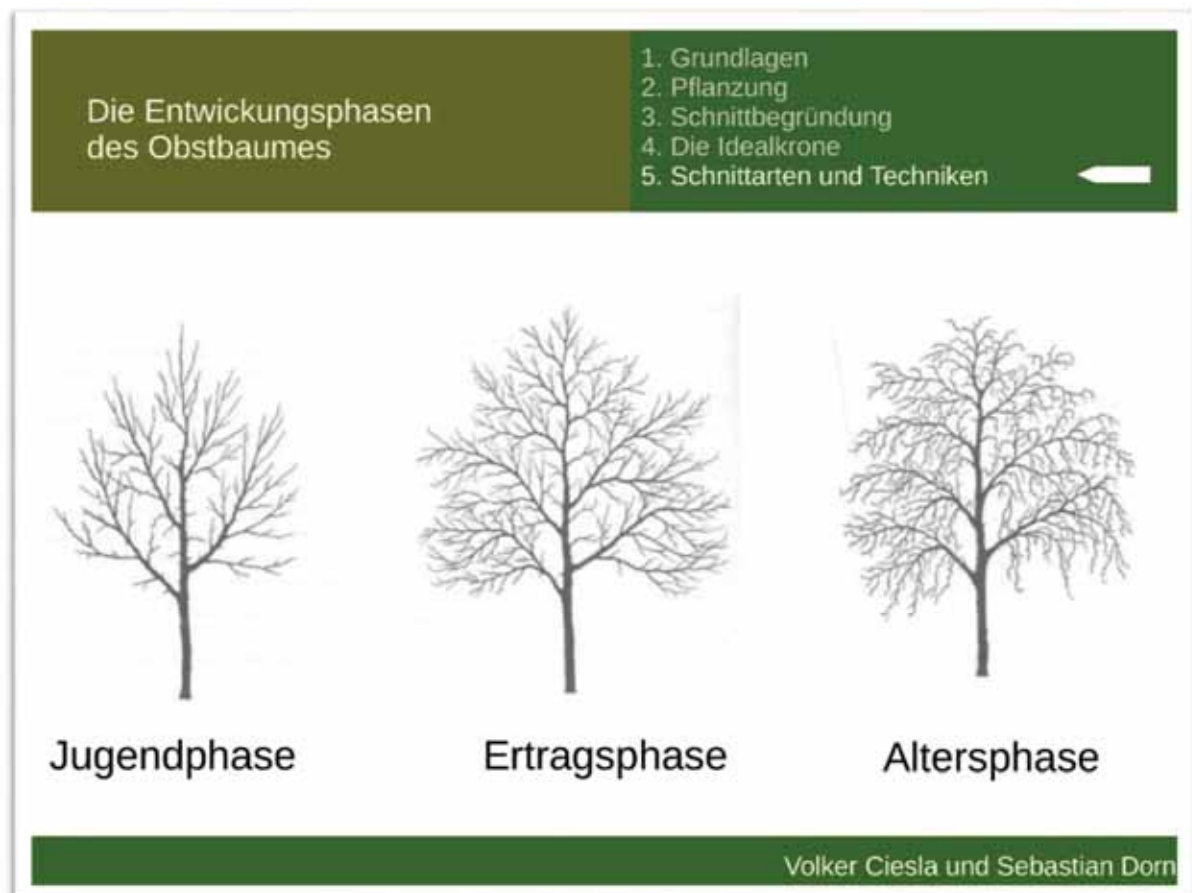 Die Entwickungsphasen
des Obstbaumes
1. Grundlagen
2. Pflanzung
3. Schnittbegründung
4. Die Idealkrone
5. Schnittarten und Techniken
Jugendphase
Ertragsphase
Altersphase
Volker Ciesla und Sebastian Dorn